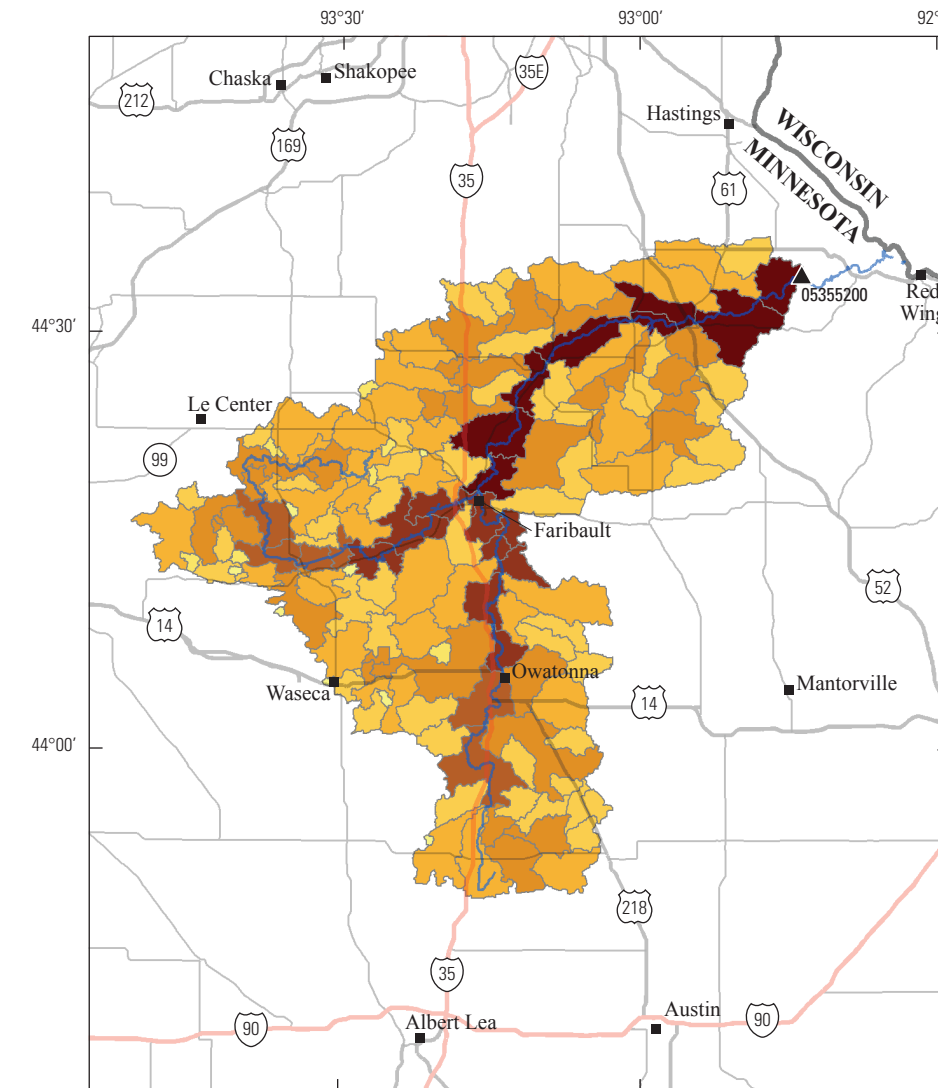 93°30′
93°00′
92°
Chaska
Shakopee
35E
212
Hastings
169
WISCONSIN
MINNESOTA
35
61
05355200
Red
Wing
44°30′
Le Center
99
Faribault
52
14
Owatonna
Waseca
Mantorville
14
44°00′
218
35
Austin
90
Albert Lea
90